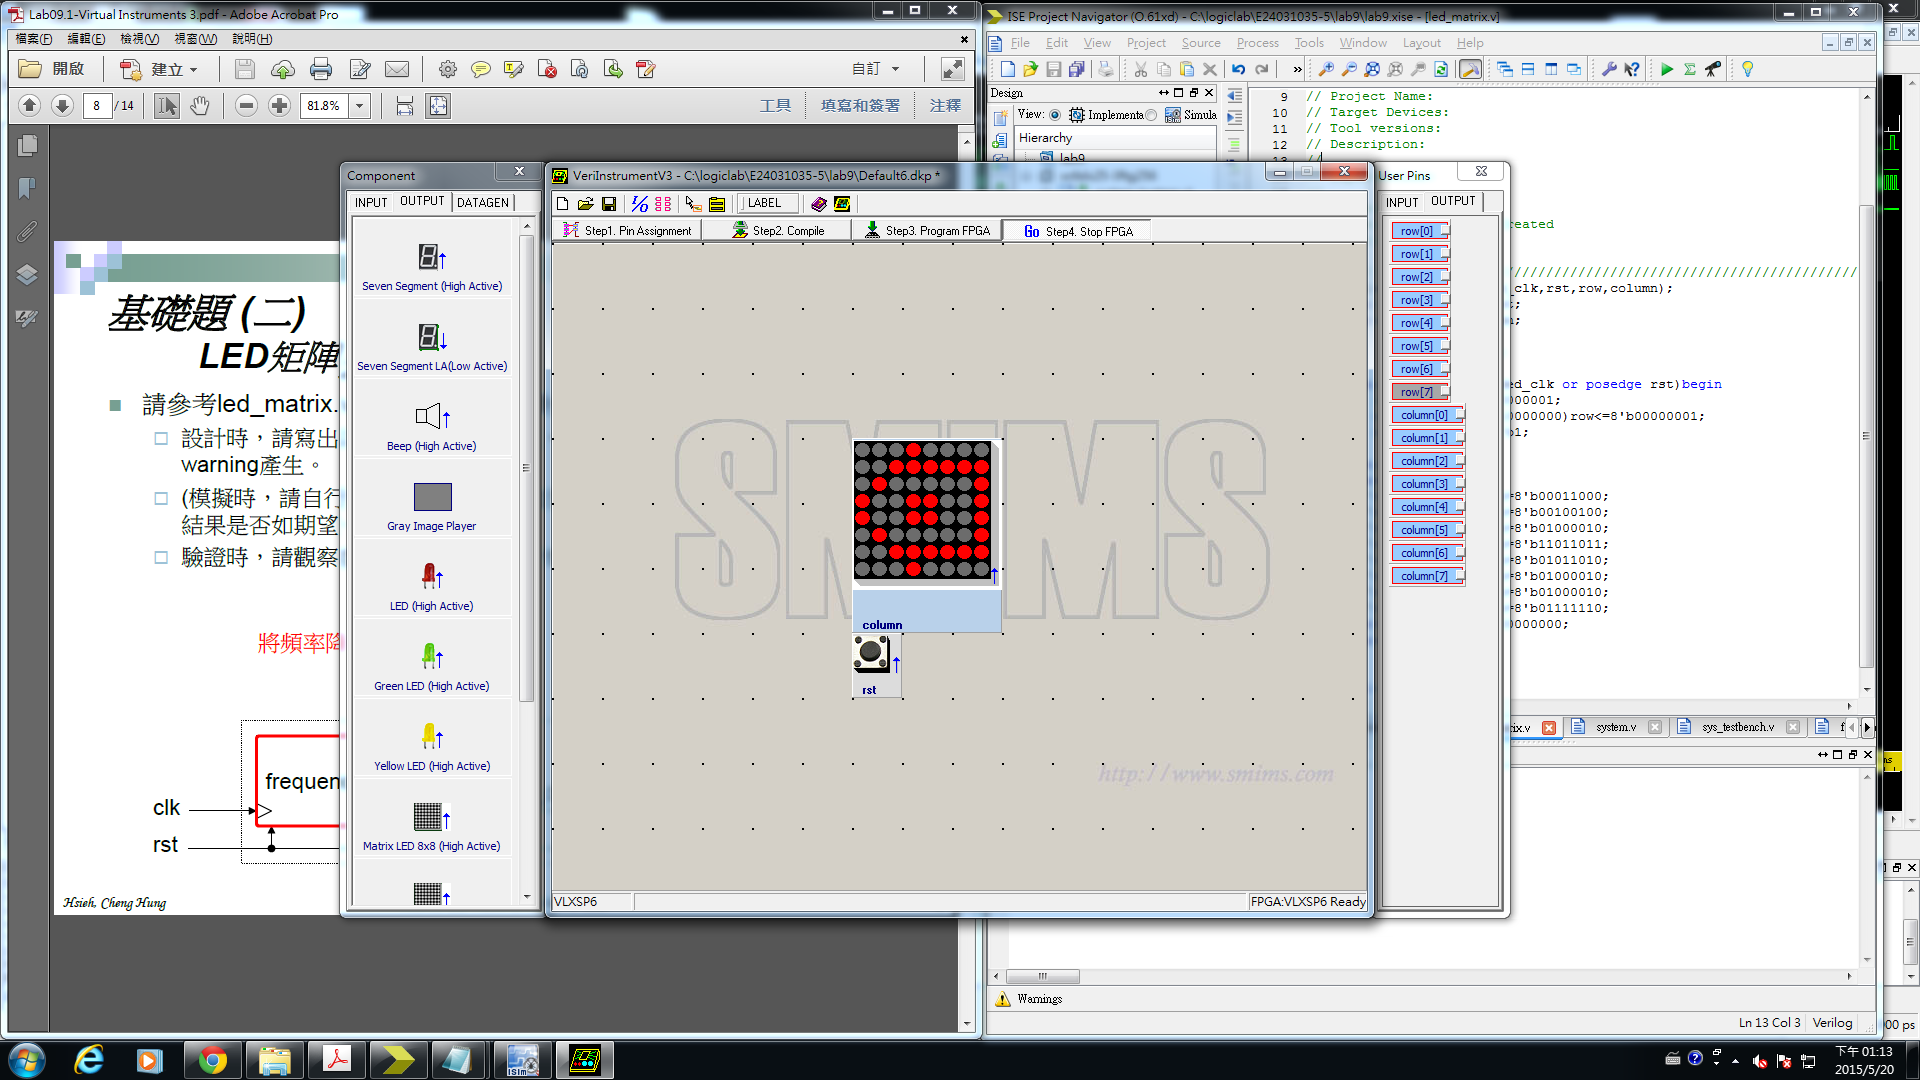 Lab09.1-Virtual Instruments 3.pdf - Adobe Acrobat Pro
檔案(F) 編輯(E) 檢視(V) 視窗(W) 說明(H)
開啟 建立 自訂
8 / 14 81.8% 工具 填寫和簽署 註釋
基礎題 (二)
LED矩陣
請參考led_matrix.
設計時，請寫出
warning產生。
(模擬時，請自行
結果是否如期望
驗證時，請觀察
將頻率降
frequen
clk
rst
Hsieh, Cheng Hung
Component
INPUT OUTPUT DATAGEN
Seven Segment (High Active)
Seven Segment LA(Low Active)
Beep (High Active)
Gray Image Player
LED (High Active)
Green LED (High Active)
Yellow LED (High Active)
Matrix LED 8x8 (High Active)
VeriInstrumentV3 - C:\logiclab\E24031035-5\lab9\Default6.dkp *
I/O LABEL
Step1. Pin Assignment Step2. Compile Step3. Program FPGA Go Step4. Stop FPGA
SMIMS
column
rst
http://www.smims.com
VLXSP6 FPGA:VLXSP6 Ready
User Pins
INPUT OUTPUT
row[0]
row[1]
row[2]
row[3]
row[4]
row[5]
row[6]
row[7]
column[0]
column[1]
column[2]
column[3]
column[4]
column[5]
column[6]
column[7]
ISE Project Navigator (O.61xd) - C:\logiclab\E24031035-5\lab9\lab9.xise - [led_matrix.v]
File Edit View Project Source Process Tools Window Layout Help
Design
View: Implementa Simula
Hierarchy
lab9
9 // Project Name:
10 // Target Devices:
11 // Tool versions:
12 // Description:
13 //
reated
////////////////////////////////////////////
clk,rst,row,column);
;
;
ed_clk or posedge rst)begin
00001;
000000)row<=8'b00000001;
b1;
=8'b00011000;
=8'b00100100;
=8'b01000010;
=8'b11011011;
=8'b01011010;
=8'b01000010;
=8'b01000010;
=8'b01111110;
000000;
rix.v system.v sys_testbench.v f
Warnings
Ln 13 Col 3 Verilog
00 ps
ISim
下午 01:13
2015/5/20